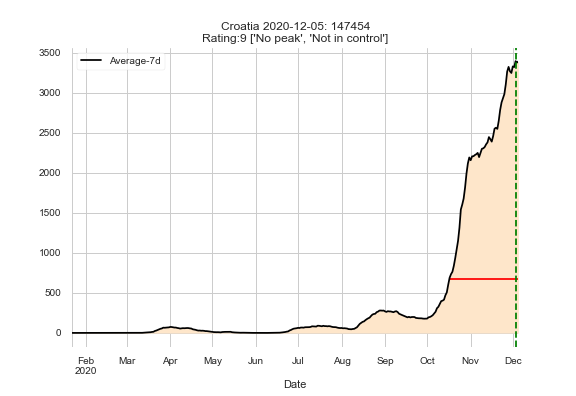 Croatia 2020-12-05: 147454
Rating:9 ['No peak', 'Not in control']
Average-7d
3500
3000
2500
2000
1500
1000
500
0
Feb Mar Apr May Jun Jul Aug Sep Oct Nov Dec
2020
Date